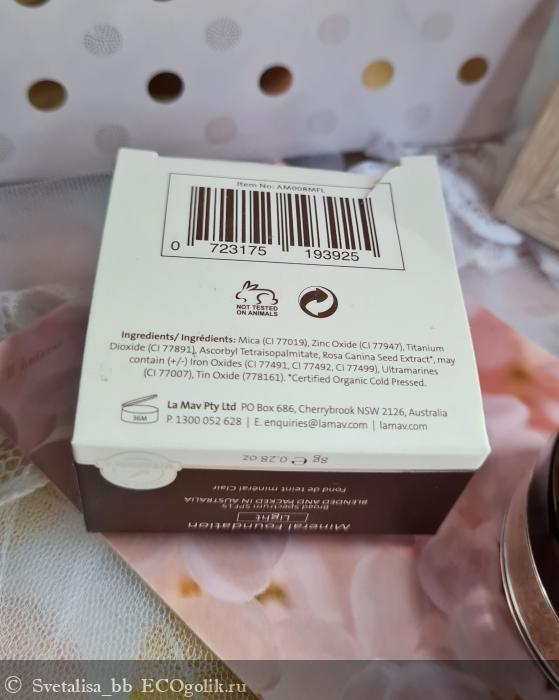 Item No: AM008MFL
0 723175 193925
NOT TESTED
ON ANIMALS
Ingredients/ Ingrédients: Mica (CI 77019), Zinc Oxide (CI 77947), Titanium
Dioxide (CI 77891), Ascorbyl Tetraisopalmitate, Rosa Canina Seed Extract*, may
contain (+/-) Iron Oxides (CI 77491, CI 77492, CI 77499), Ultramarines
(CI 77007), Tin Oxide (778161). *Certified Organic Cold Pressed.
36M
La Mav Pty Ltd PO Box 686, Cherrybrook NSW 2126, Australia
P. 1300 052 628 | E. enquiries@lamav.com | lamav.com
8g ℮ 0.28 oz
Mineral Foundation
Light
Broad Spectrum SPF15
BLENDED AND PACKED IN AUSTRALIA
Fond de teint minéral Clair
© Svetalisa_bb ECOgolik.ru